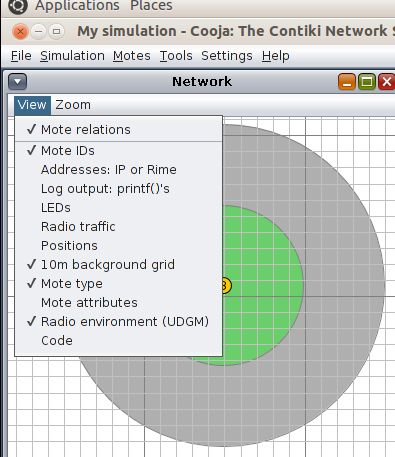 Applications Places
My simulation - Cooja: The Contiki Network
File Simulation Motes Tools Settings Help
Network
View Zoom
✓ Mote relations
✓ Mote IDs
Addresses: IP or Rime
Log output: printf()'s
LEDs
Radio traffic
Positions
✓ 10m background grid
✓ Mote type
Mote attributes
✓ Radio environment (UDGM)
Code